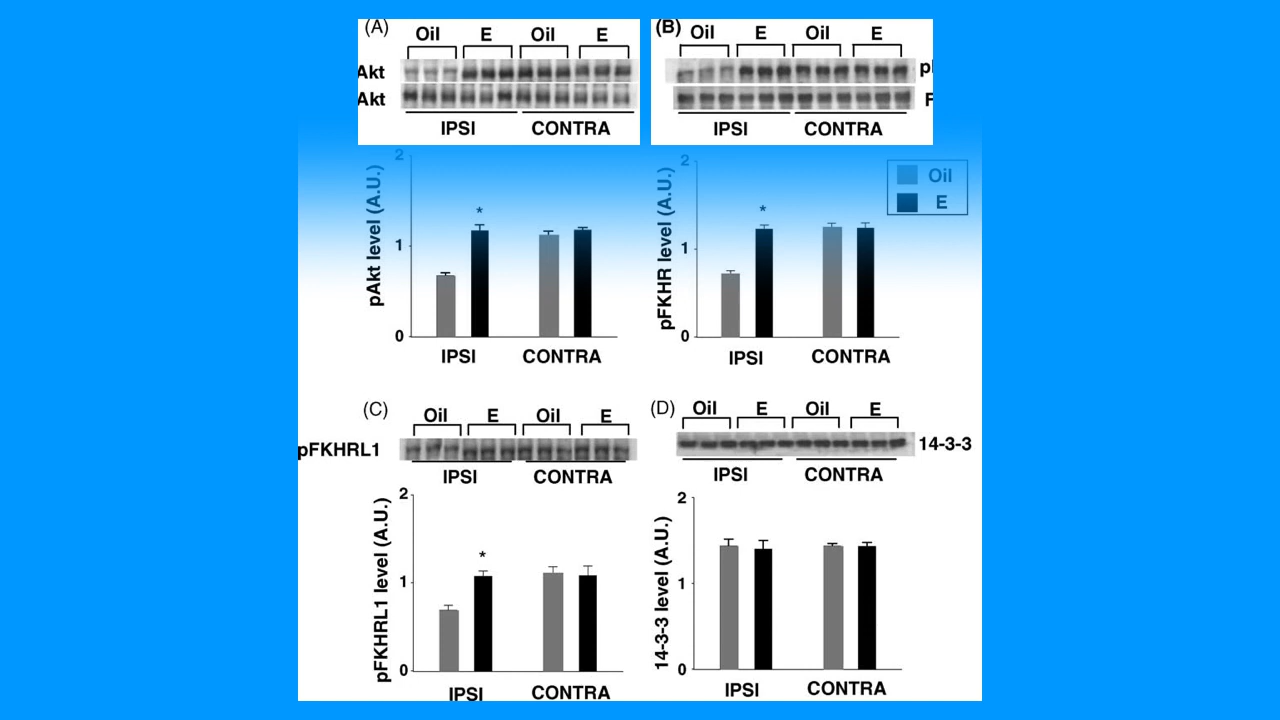 (A) Oil E Oil E
Akt
Akt
IPSI CONTRA
(B) Oil E Oil E
IPSI CONTRA
pAkt level (A.U.)
2
1
*
0
IPSI CONTRA
pFKHR level (A.U.)
2
1
*
0
IPSI CONTRA
Oil
E
(C) Oil E Oil E
pFKHRL1
IPSI CONTRA
pFKHRL1 level (A.U.)
2
1
*
0
IPSI CONTRA
(D) Oil E Oil E
14-3-3
IPSI CONTRA
14-3-3 level (A.U.)
2
1
0
IPSI CONTRA